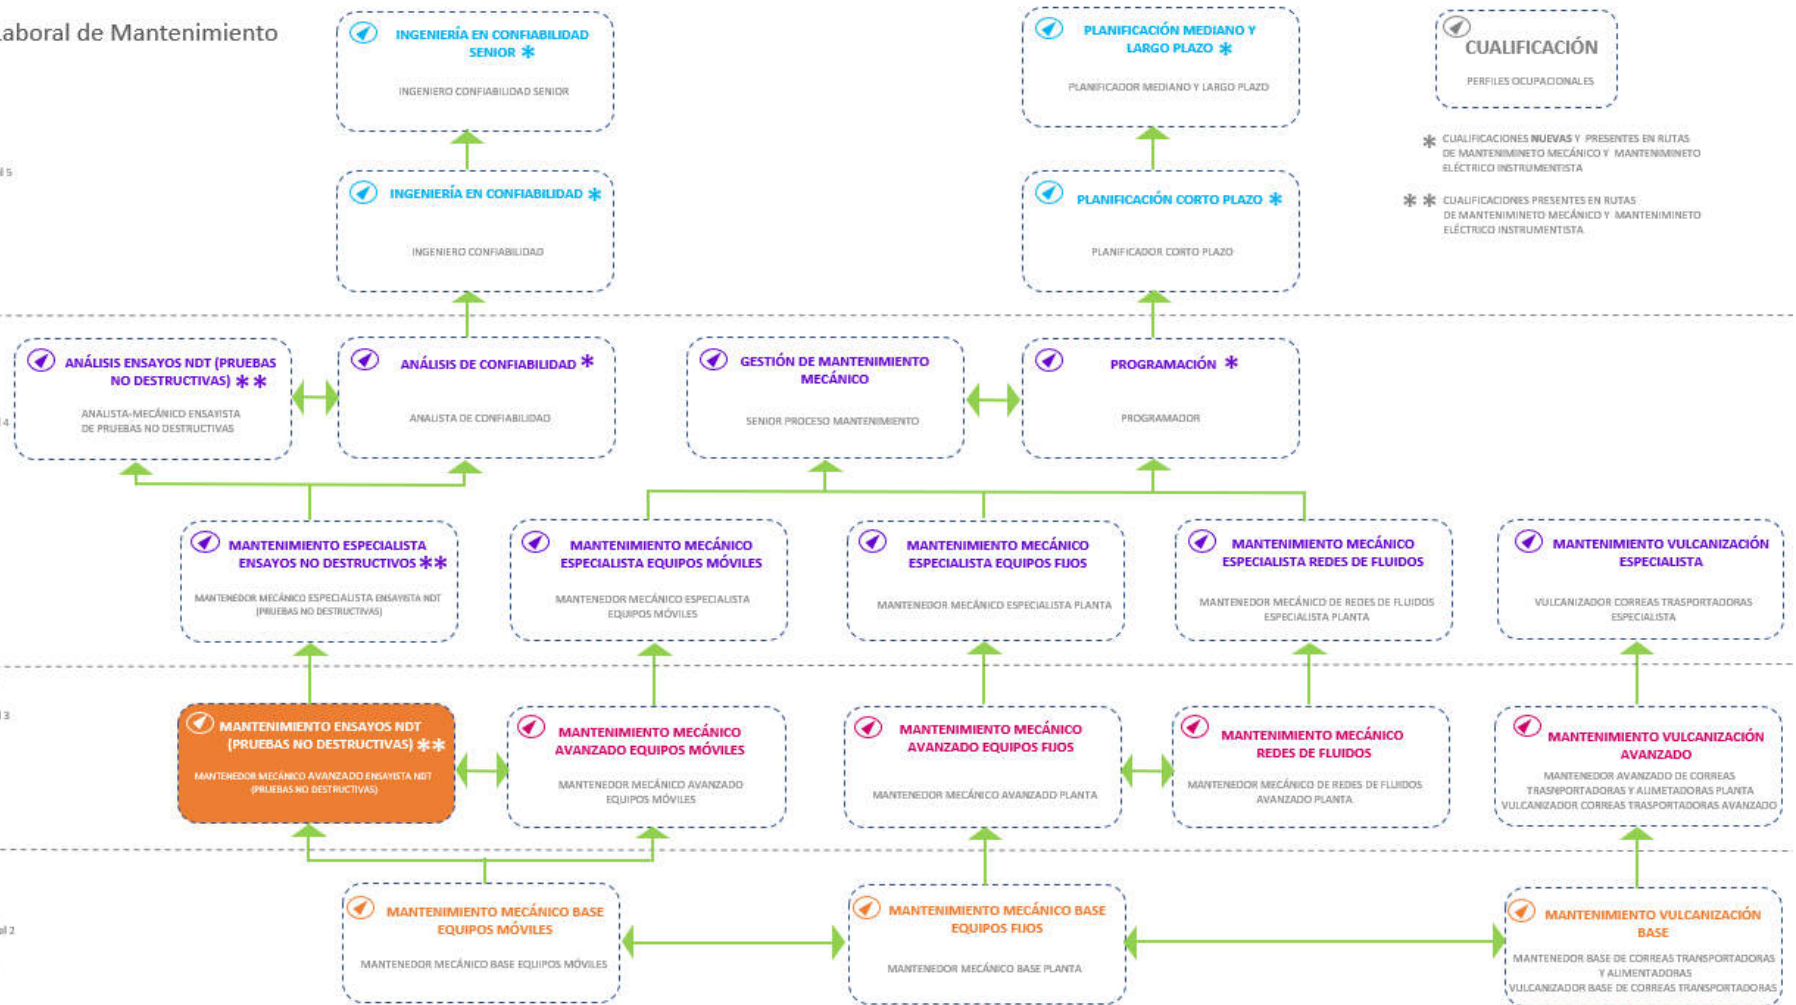 Laboral de Mantenimiento
INGENIERÍA EN CONFIABILIDAD
SENIOR *
INGENIERO CONFIABILIDAD SENIOR
PLANIFICACIÓN MEDIANO Y
LARGO PLAZO *
PLANIFICADOR MEDIANO Y LARGO PLAZO
CUALIFICACIÓN
PERFILES OCUPACIONALES
* CUALIFICACIONES NUEVAS Y PRESENTES EN RUTAS
DE MANTENIMINETO MECÁNICO Y MANTENIMINETO
ELÉCTRICO INSTRUMENTISTA
* * CUALIFICACIONES PRESENTES EN RUTAS
DE MANTENIMINETO MECÁNICO Y MANTENIMINETO
ELÉCTRICO INSTRUMENTISTA
l 5
INGENIERÍA EN CONFIABILIDAD *
INGENIERO CONFIABILIDAD
PLANIFICACIÓN CORTO PLAZO *
PLANIFICADOR CORTO PLAZO
l 4
ANÁLISIS ENSAYOS NDT (PRUEBAS
NO DESTRUCTIVAS) * *
ANALISTA-MECÁNICO ENSAYISTA
DE PRUEBAS NO DESTRUCTIVAS
ANÁLISIS DE CONFIABILIDAD *
ANALISTA DE CONFIABILIDAD
GESTIÓN DE MANTENIMIENTO
MECÁNICO
SENIOR PROCESO MANTENIMIENTO
PROGRAMACIÓN *
PROGRAMADOR
MANTENIMIENTO ESPECIALISTA
ENSAYOS NO DESTRUCTIVOS **
MANTENEDOR MECÁNICO ESPECIALISTA ENSAYISTA NDT
(PRUEBAS NO DESTRUCTIVAS)
MANTENIMIENTO MECÁNICO
ESPECIALISTA EQUIPOS MÓVILES
MANTENEDOR MECÁNICO ESPECIALISTA
EQUIPOS MÓVILES
MANTENIMIENTO MECÁNICO
ESPECIALISTA EQUIPOS FIJOS
MANTENEDOR MECÁNICO ESPECIALISTA PLANTA
MANTENIMIENTO MECÁNICO
ESPECIALISTA REDES DE FLUIDOS
MANTENEDOR MECÁNICO DE REDES DE FLUIDOS
ESPECIALISTA PLANTA
MANTENIMIENTO VULCANIZACIÓN
ESPECIALISTA
VULCANIZADOR CORREAS TRASPORTADORAS
ESPECIALISTA
l 3
MANTENIMIENTO ENSAYOS NDT
(PRUEBAS NO DESTRUCTIVAS) **
MANTENEDOR MECÁNICO AVANZADO ENSAYISTA NDT
(PRUEBAS NO DESTRUCTIVAS)
MANTENIMIENTO MECÁNICO
AVANZADO EQUIPOS MÓVILES
MANTENEDOR MECÁNICO AVANZADO
EQUIPOS MÓVILES
MANTENIMIENTO MECÁNICO
AVANZADO EQUIPOS FIJOS
MANTENEDOR MECÁNICO AVANZADO PLANTA
MANTENIMIENTO MECÁNICO
REDES DE FLUIDOS
MANTENEDOR MECÁNICO DE REDES DE FLUIDOS
AVANZADO PLANTA
MANTENIMIENTO VULCANIZACIÓN
AVANZADO
MANTENEDOR AVANZADO DE CORREAS
TRASNPORTADORAS Y ALIMETADORAS PLANTA
VULCANIZADOR CORREAS TRASPORTADORAS AVANZADO
el 2
MANTENIMIENTO MECÁNICO BASE
EQUIPOS MÓVILES
MANTENEDOR MECÁNICO BASE EQUIPOS MÓVILES
MANTENIMIENTO MECÁNICO BASE
EQUIPOS FIJOS
MANTENEDOR MECÁNICO BASE PLANTA
MANTENIMIENTO VULCANIZACIÓN
BASE
MANTENEDOR BASE DE CORREAS TRANSPORTADORAS
Y ALIMENTADORAS
VULCANIZADOR BASE DE CORREAS TRANSPORTADORAS